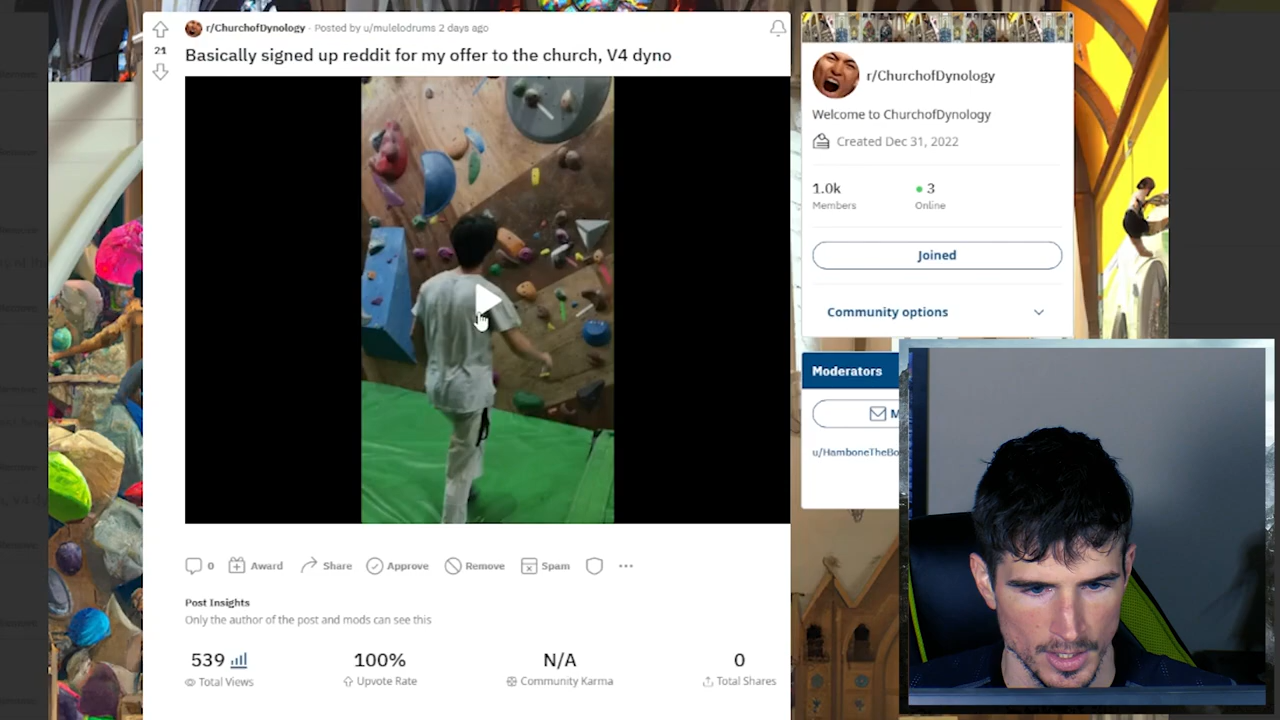 r/ChurchofDynology · Posted by u/mulelodrums 2 days ago
21
Basically signed up reddit for my offer to the church, V4 dyno
0 Award Share Approve Remove Spam
Post Insights
Only the author of the post and mods can see this
539 100% N/A 0
Total Views Upvote Rate Community Karma Total Shares
r/ChurchofDynology
Welcome to ChurchofDynology
Created Dec 31, 2022
1.0k 3
Members Online
Joined
Community options
Moderators
M
u/HamboneTheBo